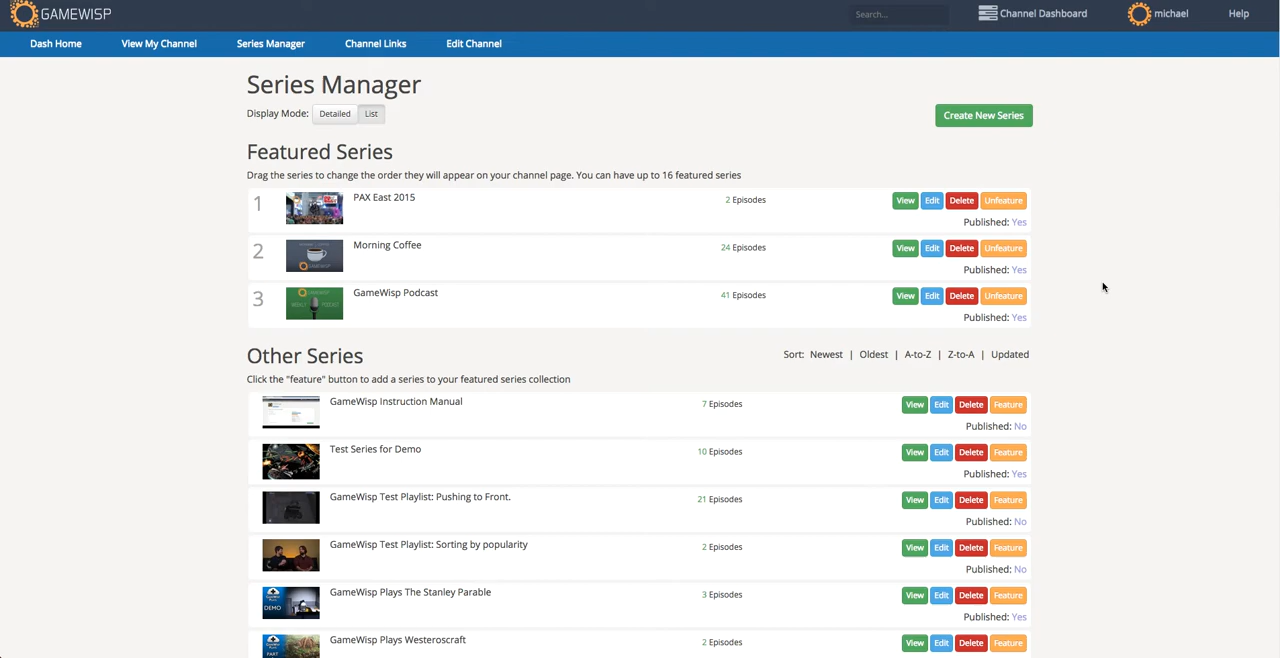 GAMEWISP
Search...
Channel Dashboard
michael
Help
Dash Home
View My Channel
Series Manager
Channel Links
Edit Channel
Series Manager
Display Mode: Detailed List
Create New Series
Featured Series
Drag the series to change the order they will appear on your channel page. You can have up to 16 featured series
1 PAX East 2015 2 Episodes View Edit Delete Unfeature
Published: Yes
2 Morning Coffee 24 Episodes View Edit Delete Unfeature
GAMEWISP
Published: Yes
3 GameWisp Podcast 41 Episodes View Edit Delete Unfeature
WEEKLY PODCAST
Published: Yes
Other Series
Sort: Newest | Oldest | A-to-Z | Z-to-A | Updated
Click the "feature" button to add a series to your featured series collection
GameWisp Instruction Manual 7 Episodes View Edit Delete Feature
Published: No
Test Series for Demo 10 Episodes View Edit Delete Feature
Published: Yes
GameWisp Test Playlist: Pushing to Front. 21 Episodes View Edit Delete Feature
Published: No
GameWisp Test Playlist: Sorting by popularity 2 Episodes View Edit Delete Feature
Published: No
GameWisp Plays The Stanley Parable 3 Episodes View Edit Delete Feature
DEMO
Published: Yes
GameWisp Plays Westeroscraft 2 Episodes View Edit Delete Feature
PART